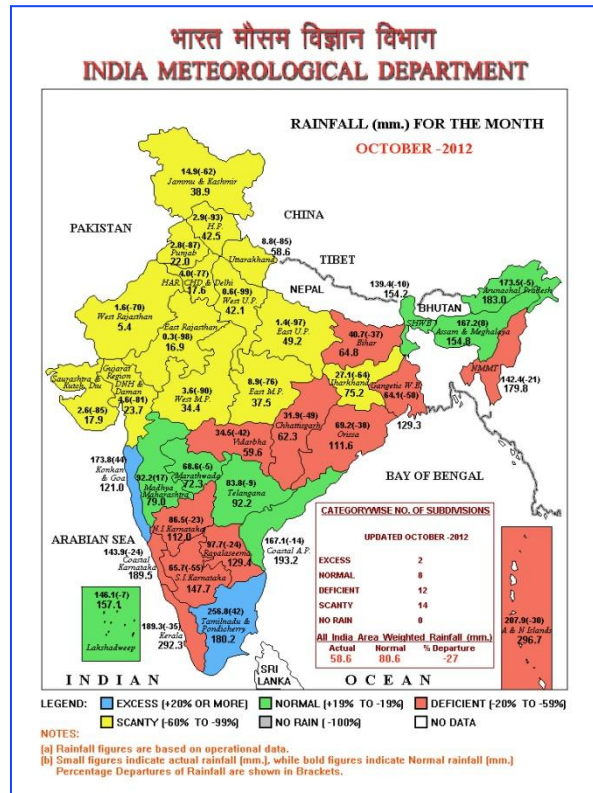 भारत मौसम विज्ञान विभाग
INDIA METEOROLOGICAL DEPARTMENT
RAINFALL (mm.) FOR THE MONTH
OCTOBER -2012
14.9(-62)
Jammu & Kashmir
38.9
2.9(-93)
H.P.
42.5
PAKISTAN
CHINA
2.8(-87)
Punjab
22.0
8.8(-85)
Uttarakhand
58.6
TIBET
4.0(-77)
HAR. CHD & Delhi
17.6
0.6(-99)
West U.P.
42.1
NEPAL
139.4(-10)
154.2
SHWB
BHUTAN
173.5(-5)
Arunachal Pradesh
183.0
1.6(-70)
West Rajasthan
5.4
East Rajasthan
0.3(-98)
16.9
1.4(-97)
East U.P.
49.2
40.7(-37)
Bihar
64.8
167.2(8)
Assam & Meghalaya
154.8
NMMT
142.4(-21)
179.8
Gujarat
Region
DNH &
Daman
4.6(-81)
23.7
Saurashtra &
Kutch, Diu
2.6(-85)
17.9
3.6(-90)
West M.P.
34.4
8.9(-76)
East M.P.
37.5
27.1(-64)
Jharkhand
75.2
Gangetic W.B.
64.1(-50)
129.3
31.9(-49)
Chhattisgarh
62.3
69.2(-38)
Orissa
111.6
34.5(-42)
Vidarbha
59.6
173.8(44)
Konkan
& Goa
121.0
92.2(17)
Madhya
Maharashtra
79.0
68.6(-5)
Marathwada
72.3
83.8(-9)
Telangana
92.2
BAY OF BENGAL
ARABIAN SEA
143.9(-24)
Coastal
Karnataka
189.5
86.5(-23)
N.I.Karnataka
112.0
97.7(-24)
Rayalaseema
129.4
167.1(-14)
Coastal A.P.
193.2
65.7(-55)
S.I.Karnataka
147.7
CATEGORYWISE NO. OF SUBDIVISIONS
UPDATED OCTOBER -2012
EXCESS 2
NORMAL 8
DEFICIENT 12
SCANTY 14
NO RAIN 0
All India Area Weighted Rainfall (mm.)
Actual Normal % Departure
58.6 80.6 -27
146.1(-7)
157.1
Lakshadweep
189.3(-35)
Kerala
292.3
256.8(42)
Tamilnadu &
Pondicherry
180.2
207.9(-30)
A & N Islands
296.7
SRI
LANKA
INDIAN OCEAN
LEGEND: EXCESS (+20% OR MORE) NORMAL (+19% TO -19%) DEFICIENT (-20% TO -59%)
SCANTY (-60% TO -99%) NO RAIN (-100%) NO DATA
NOTES:
(a) Rainfall figures are based on operational data.
(b) Small figures indicate actual rainfall (mm.), while bold figures indicate Normal rainfall (mm.)
Percentage Departures of Rainfall are shown in Brackets.